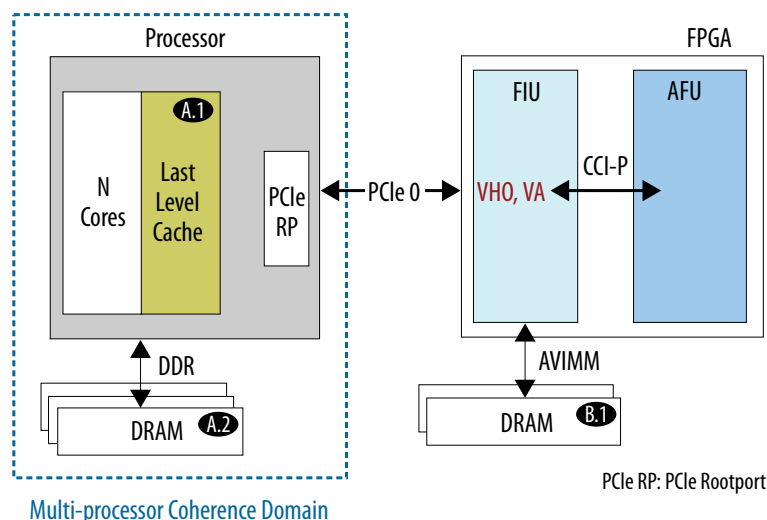 Processor
FPGA
A.1
N
Cores
Last
Level
Cache
PCIe
RP
PCIe 0
FIU
VHO, VA
CCI-P
AFU
DDR
DRAM
A.2
AVIMM
DRAM
B.1
PCIe RP: PCIe Rootport
Multi-processor Coherence Domain